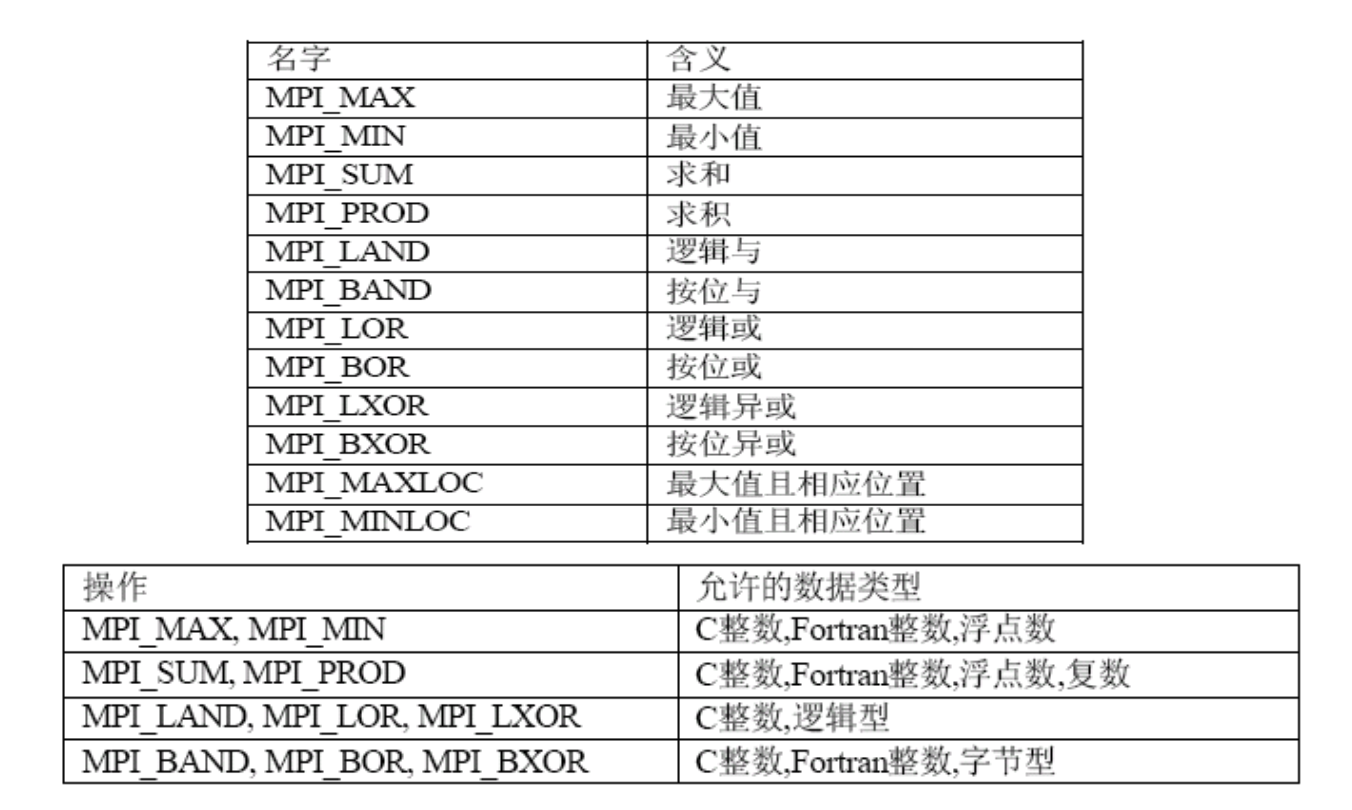 名字 含义
MPI_MAX 最大值
MPI_MIN 最小值
MPI_SUM 求和
MPI_PROD 求积
MPI_LAND 逻辑与
MPI_BAND 按位与
MPI_LOR 逻辑或
MPI_BOR 按位或
MPI_LXOR 逻辑异或
MPI_BXOR 按位异或
MPI_MAXLOC 最大值且相应位置
MPI_MINLOC 最小值且相应位置
操作 允许的数据类型
MPI_MAX, MPI_MIN C整数,Fortran整数,浮点数
MPI_SUM, MPI_PROD C整数,Fortran整数,浮点数,复数
MPI_LAND, MPI_LOR, MPI_LXOR C整数,逻辑型
MPI_BAND, MPI_BOR, MPI_BXOR C整数,Fortran整数,字节型